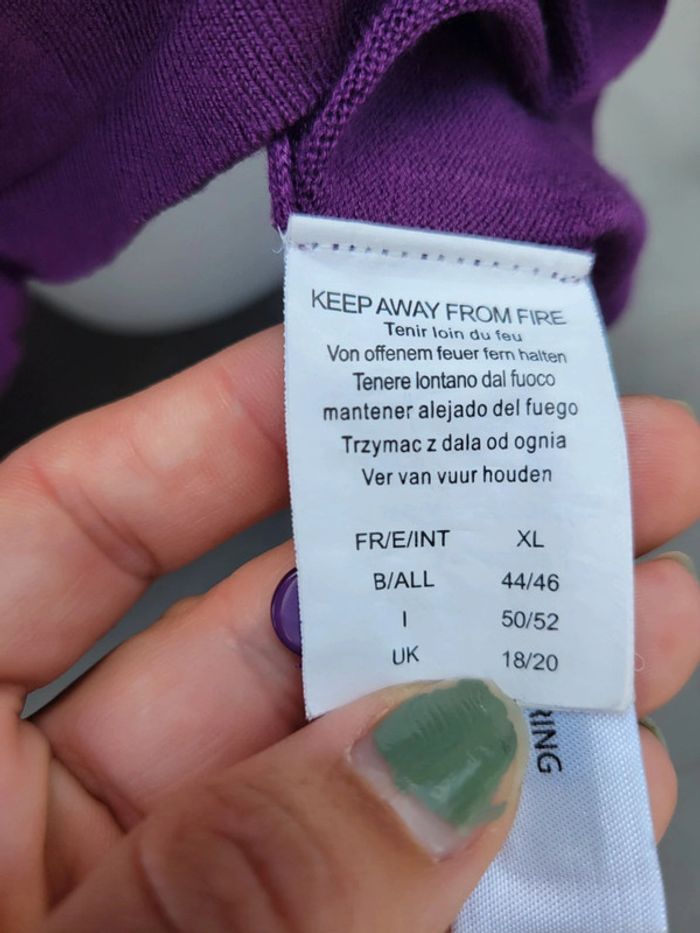 KEEP AWAY FROM FIRE
Tenir loin du feu
Von offenem feuer fern halten
Tenere lontano dal fuoco
mantener alejado del fuego
Trzymac z dala od ognia
Ver van vuur houden
FR/E/INT XL
B/ALL 44/46
I 50/52
UK 18/20